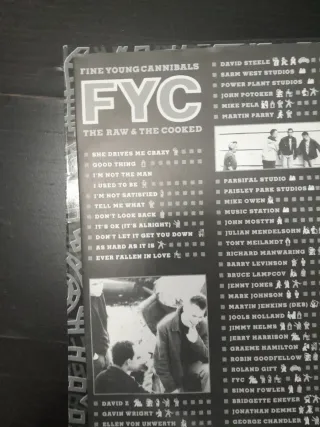 FINE YOUNG CANNIBALS
FYC
THE RAW & THE COOKED
SHE DRIVES ME CRAZY
GOOD THING
I'M NOT THE MAN
I USED TO BE
I'M NOT SATISFIED
TELL ME WHAT
DON'T LOOK BACK
IT'S OK (IT'S ALRIGHT)
DON'T LET IT GET YOU DOWN
AS HARD AS IT IS
EVER FALLEN IN LOVE
DAVID Z
GAVIN WRIGHT
ELLEN VON UNWERTH
DAVID STEELE
SARM WEST STUDIOS
POWER PLANT STUDIOS
JOHN POTOKER
MIKE PELA
MARTIN PARRY
PARSIFAL STUDIO
PAISLEY PARK STUDIOS
MIKE OWEN
MUSIC STATION
JOHN MOSTYN
JULIAN MENDELSOHN
TONY MEILANDT
RICHARD MANWARING
BARRY LEVINSON
BRUCE LAMPCOV
JENNY JONES
MARK JOHNSON
MARTIN JENKINS (DER)
JOOLS HOLLAND
JIMMY HELMS
JERRY HARRISON
GRAEME HAMILTON
ROBIN GOODFELLOW
ROLAND GIFT
FYC
SIMON FOWLER
BRIDGETTE ENEVER
JONATHAN DEMME
GEORGE CHANDLER